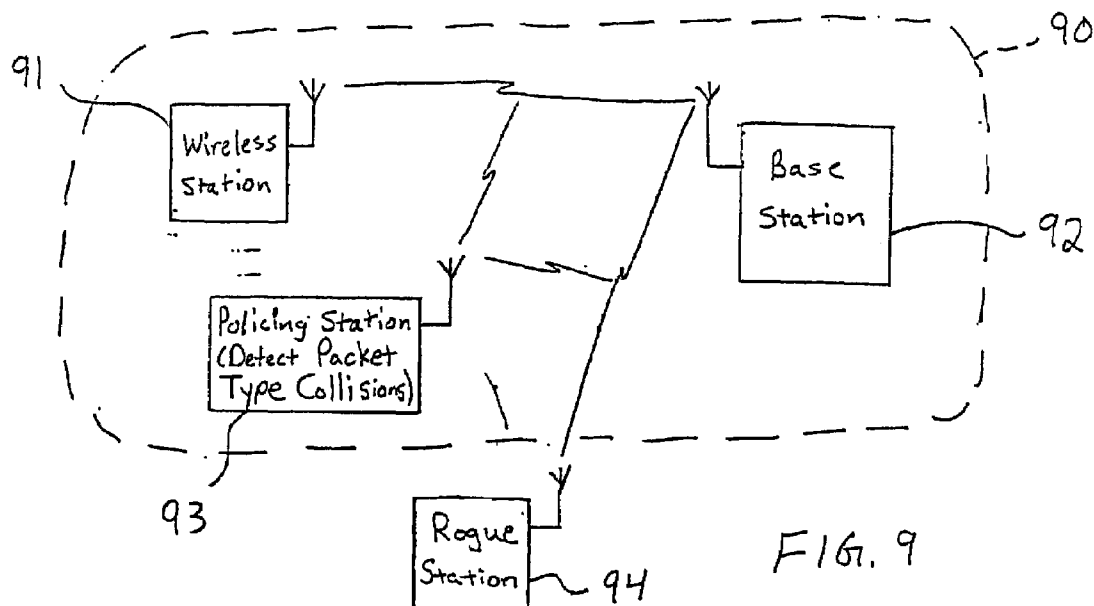 90
91
Wireless
Station
Base
Station
92
Policing Station
(Detect Packet
Type Collisions)
93
Rogue
Station
94
FIG. 9